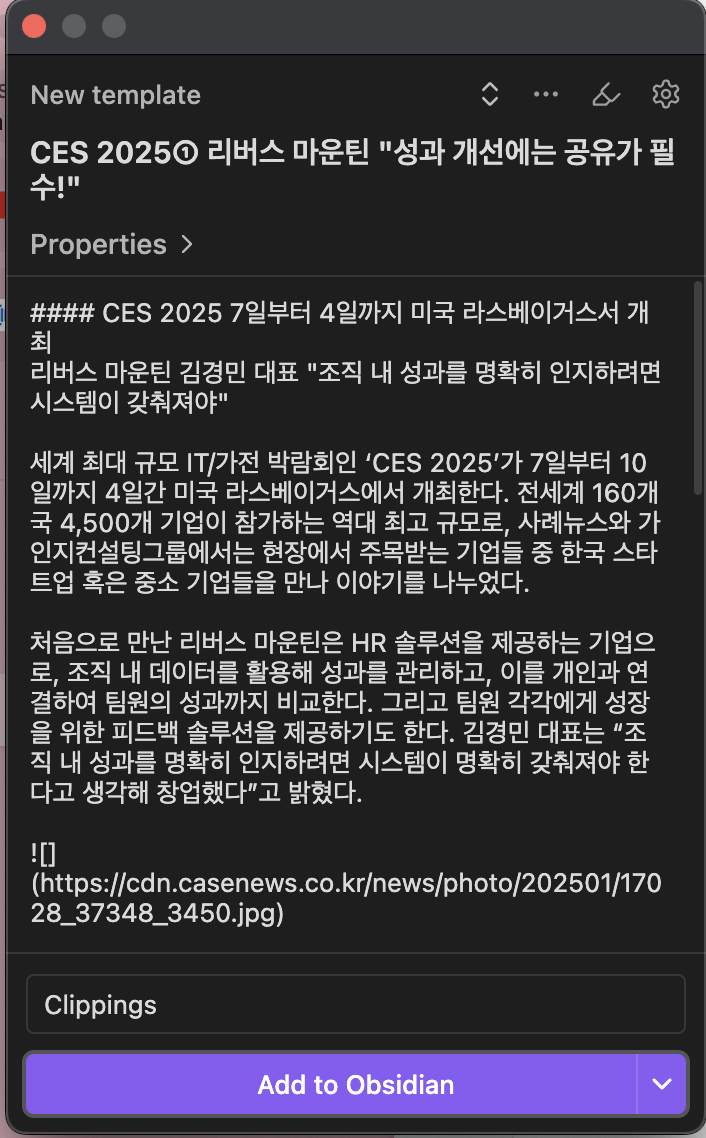 New template
CES 2025① 리버스 마운틴 "성과 개선에는 공유가 필
수!"
Properties
#### CES 2025 7일부터 4일까지 미국 라스베이거스서 개
최
리버스 마운틴 김경민 대표 "조직 내 성과를 명확히 인지하려면
시스템이 갖춰져야"
세계 최대 규모 IT/가전 박람회인 ‘CES 2025’가 7일부터 10
일까지 4일간 미국 라스베이거스에서 개최한다. 전세계 160개
국 4,500개 기업이 참가하는 역대 최고 규모로, 사례뉴스와 가
인지컨설팅그룹에서는 현장에서 주목받는 기업들 중 한국 스타
트업 혹은 중소 기업들을 만나 이야기를 나누었다.
처음으로 만난 리버스 마운틴은 HR 솔루션을 제공하는 기업으
로, 조직 내 데이터를 활용해 성과를 관리하고, 이를 개인과 연
결하여 팀원의 성과까지 비교한다. 그리고 팀원 각각에게 성장
을 위한 피드백 솔루션을 제공하기도 한다. 김경민 대표는 “조
직 내 성과를 명확히 인지하려면 시스템이 명확히 갖춰져야 한
다고 생각해 창업했다”고 밝혔다.
![]
(https://cdn.casenews.co.kr/news/photo/202501/170
28_37348_3450.jpg)
Clippings
Add to Obsidian